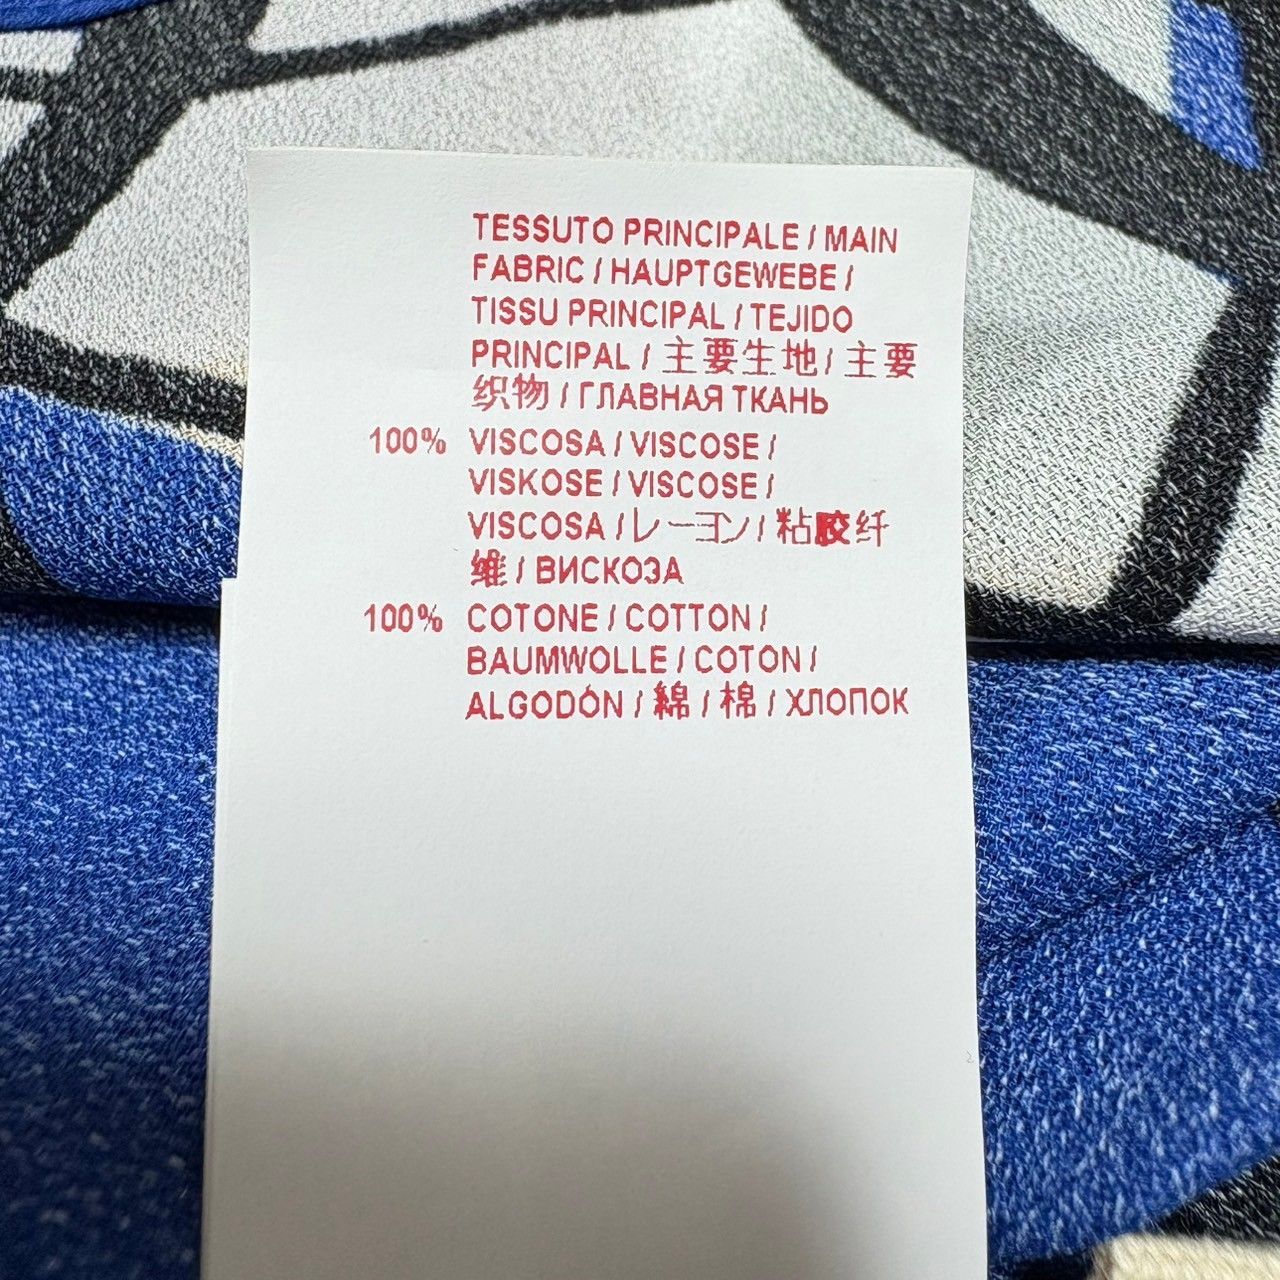 TESSUTO PRINCIPALE / MAIN
FABRIC / HAUPTGEWEBE /
TISSU PRINCIPAL / TEJIDO
PRINCIPAL / 主要生地 / 主要
织物 / ГЛАВНАЯ ТКАНЬ
100% VISCOSA / VISCOSE /
VISKOSE / VISCOSE /
VISCOSA / レーヨン / 粘胶纤
维 / ВИСКОЗА
100% COTONE / COTTON /
BAUMWOLLE / COTON /
ALGODÓN / 綿 / 棉 / ХЛОПОК